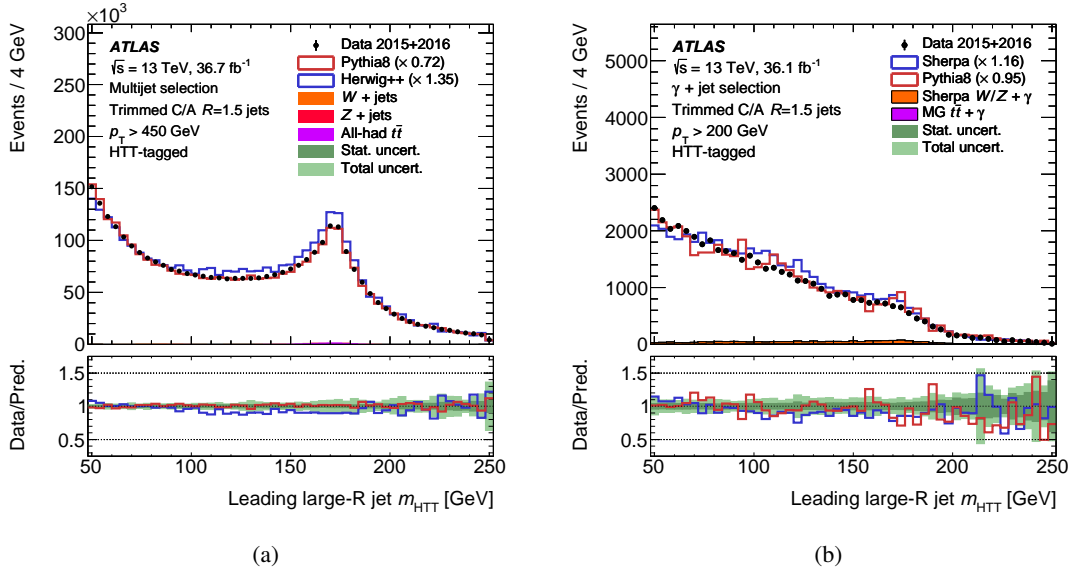 ×10³
300
250
200
150
100
50
0
Events / 4 GeV
ATLAS
√s = 13 TeV, 36.7 fb⁻¹
Multijet selection
Trimmed C/A R=1.5 jets
p_T > 450 GeV
HTT-tagged
Data 2015+2016
Pythia8 (× 0.72)
Herwig++ (× 1.35)
W + jets
Z + jets
All-had tt̄
Stat. uncert.
Total uncert.
1.5
1
0.5
Data/Pred.
50 100 150 200 250
Leading large-R jet m_HTT [GeV]
(a)
5000
4000
3000
2000
1000
0
Events / 4 GeV
ATLAS
√s = 13 TeV, 36.1 fb⁻¹
γ + jet selection
Trimmed C/A R=1.5 jets
p_T > 200 GeV
HTT-tagged
Data 2015+2016
Sherpa (× 1.16)
Pythia8 (× 0.95)
Sherpa W/Z + γ
MG tt̄ + γ
Stat. uncert.
Total uncert.
1.5
1
0.5
Data/Pred.
50 100 150 200 250
Leading large-R jet m_HTT [GeV]
(b)